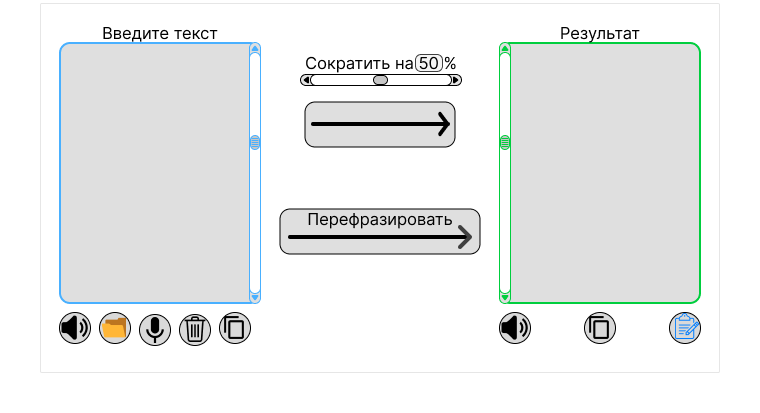 Введите текст
Сократить на 50 %
Перефразировать
Результат